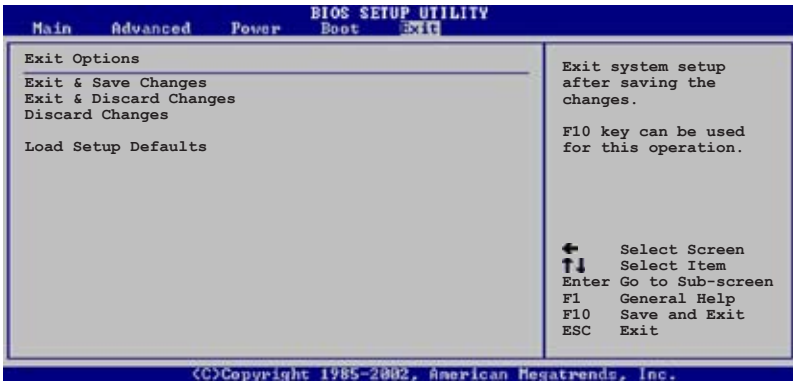 BIOS SETUP UTILITY
Main Advanced Power Boot Exit
Exit Options
Exit & Save Changes
Exit & Discard Changes
Discard Changes
Load Setup Defaults
Exit system setup
after saving the
changes.
F10 key can be used
for this operation.
← Select Screen
↑↓ Select Item
Enter Go to Sub-screen
F1 General Help
F10 Save and Exit
ESC Exit
(C)Copyright 1985-2002, American Megatrends, Inc.